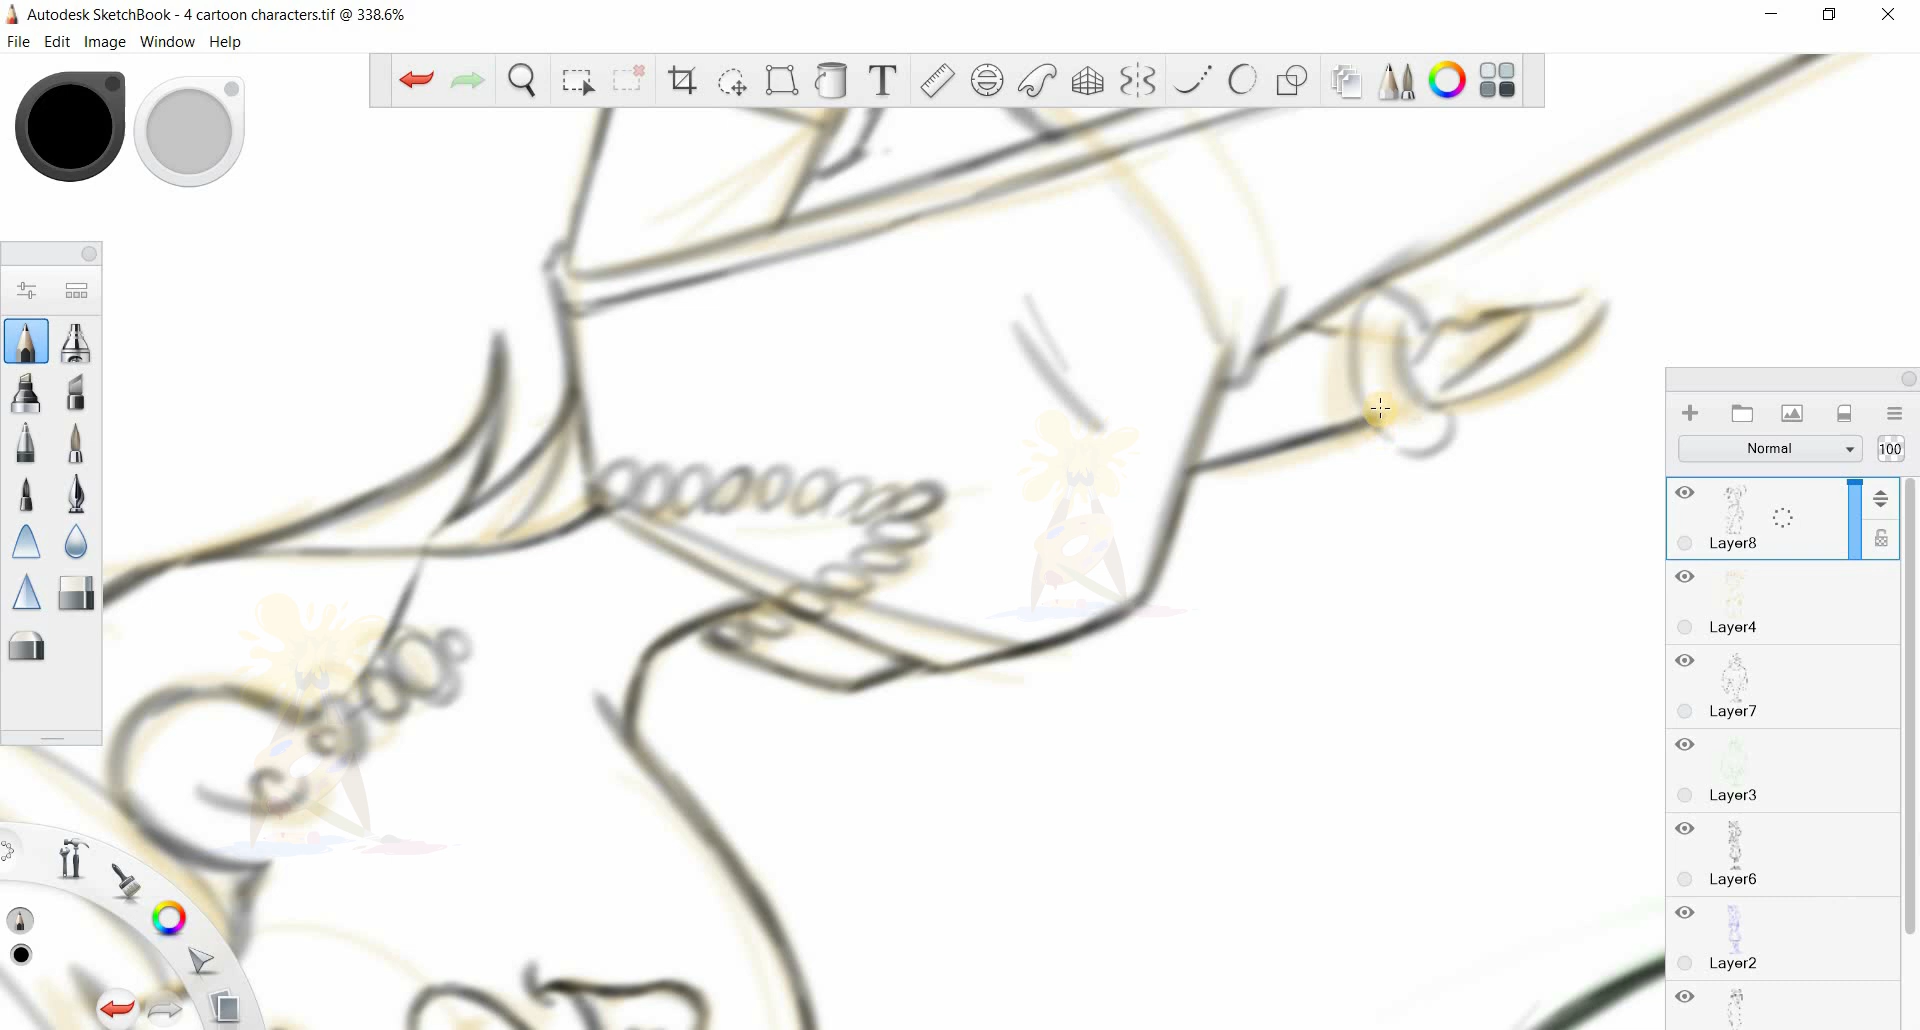 Autodesk SketchBook - 4 cartoon characters.tif @ 338.6%
File Edit Image Window Help
Normal 100
Layer8
Layer4
Layer7
Layer3
Layer6
Layer2